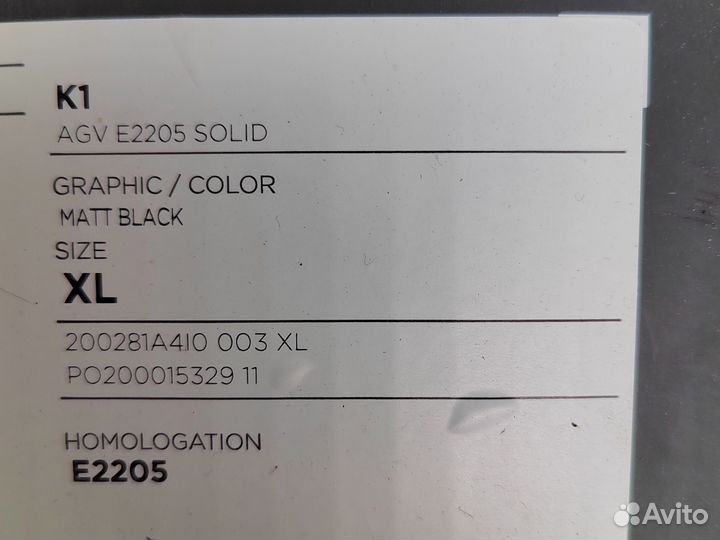 K1
AGV E2205 SOLID
GRAPHIC / COLOR
MATT BLACK
SIZE
XL
200281A4I0 003 XL
PO200015329 11
HOMOLOGATION
E2205
Avito